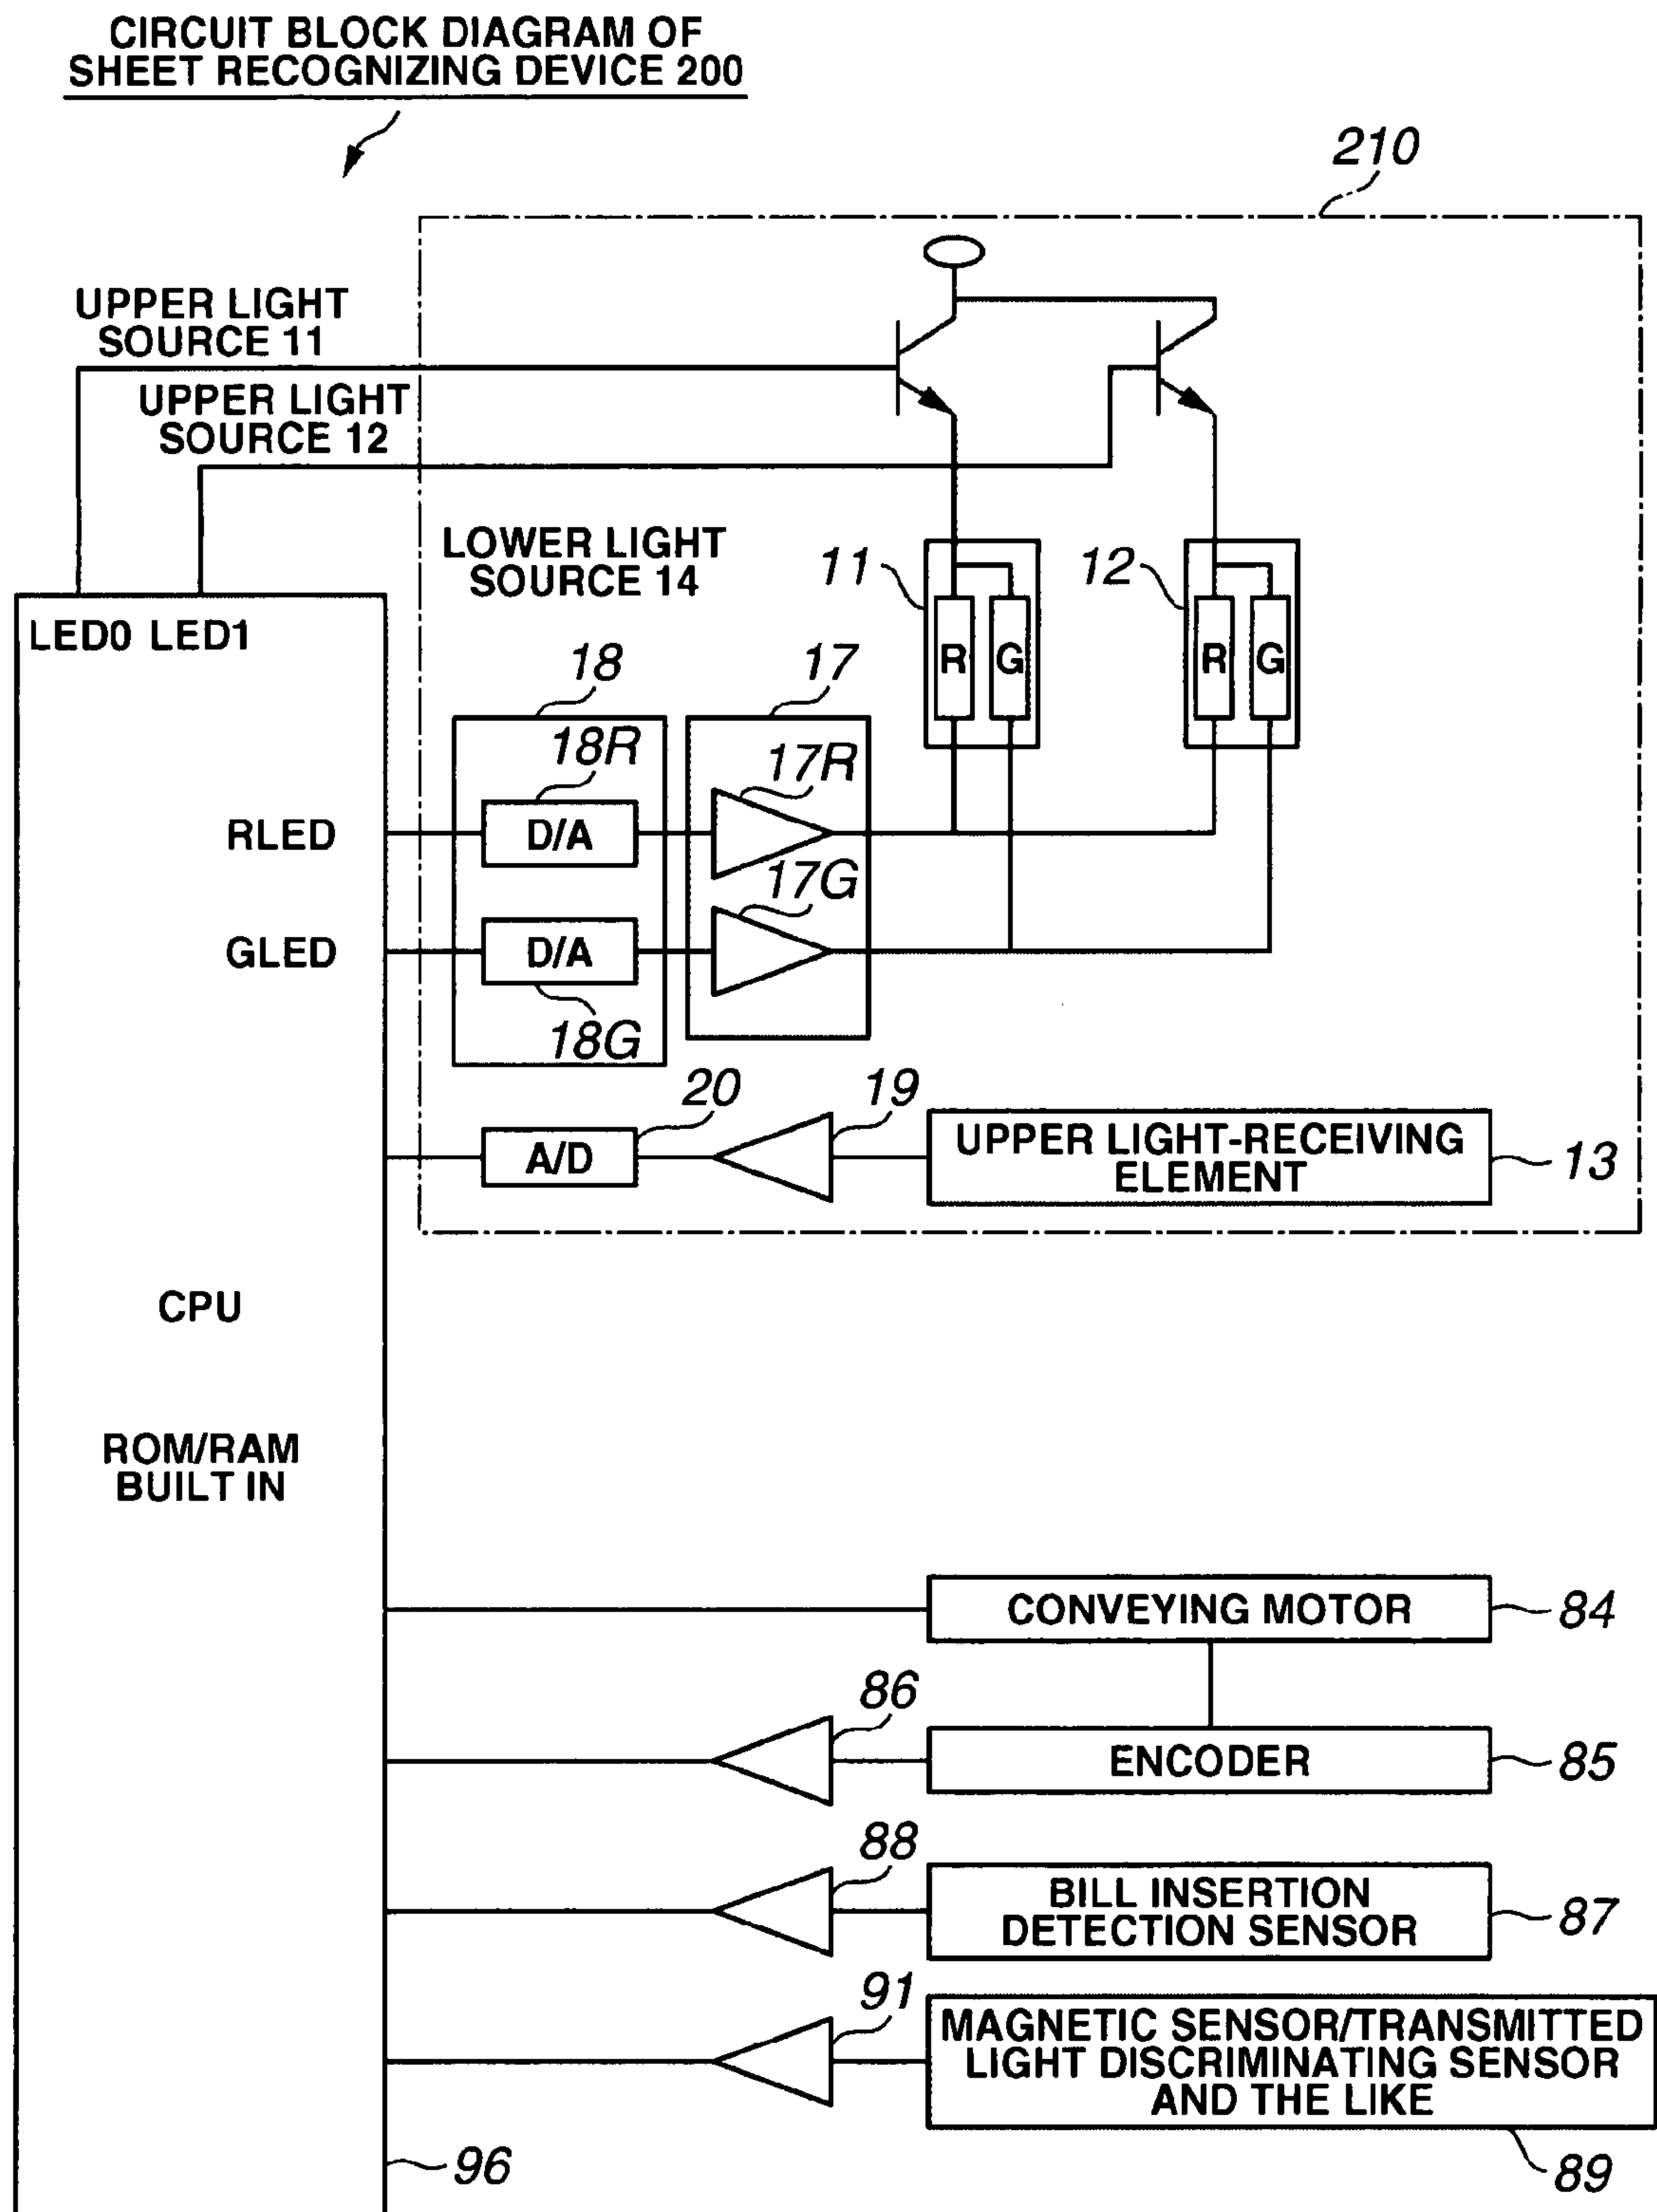 CIRCUIT BLOCK DIAGRAM OF
SHEET RECOGNIZING DEVICE 200
210
UPPER LIGHT
SOURCE 11
UPPER LIGHT
SOURCE 12
LOWER LIGHT
SOURCE 14
11
12
LED0 LED1
R
G
R
G
18
17
18R
17R
RLED
D/A
17G
GLED
D/A
18G
20
19
A/D
UPPER LIGHT-RECEIVING
ELEMENT
13
CPU
ROM/RAM
BUILT IN
CONVEYING MOTOR
84
86
ENCODER
85
88
BILL INSERTION
DETECTION SENSOR
87
91
MAGNETIC SENSOR/TRANSMITTED
LIGHT DISCRIMINATING SENSOR
AND THE LIKE
96
89